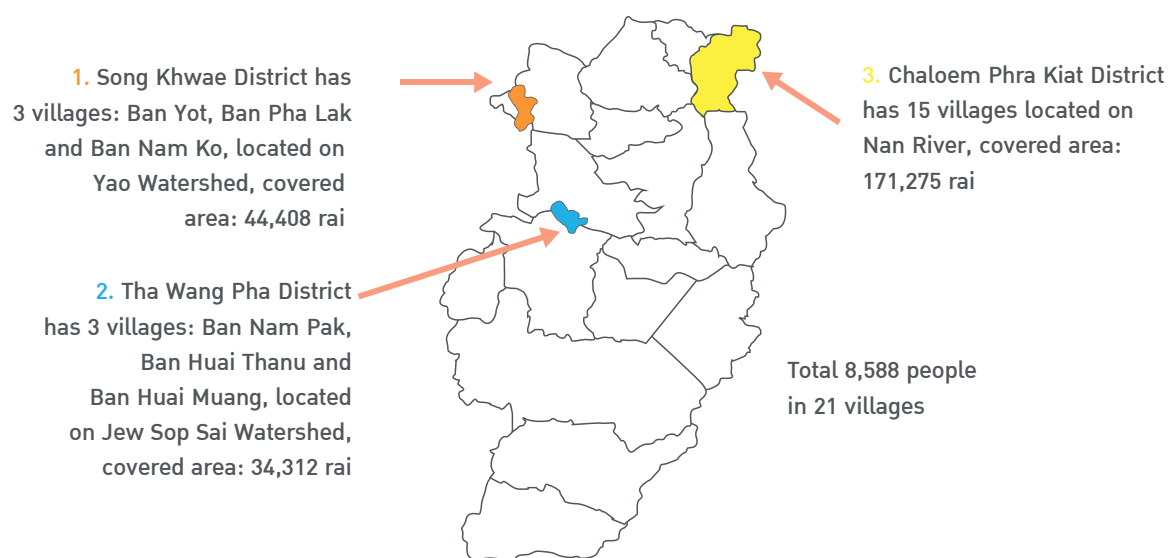 1. Song Khwae District has
3 villages: Ban Yot, Ban Pha Lak
and Ban Nam Ko, located on
Yao Watershed, covered
area: 44,408 rai
2. Tha Wang Pha District
has 3 villages: Ban Nam Pak,
Ban Huai Thanu and
Ban Huai Muang, located
on Jew Sop Sai Watershed,
covered area: 34,312 rai
3. Chaloem Phra Kiat District
has 15 villages located on
Nan River, covered area:
171,275 rai
Total 8,588 people
in 21 villages